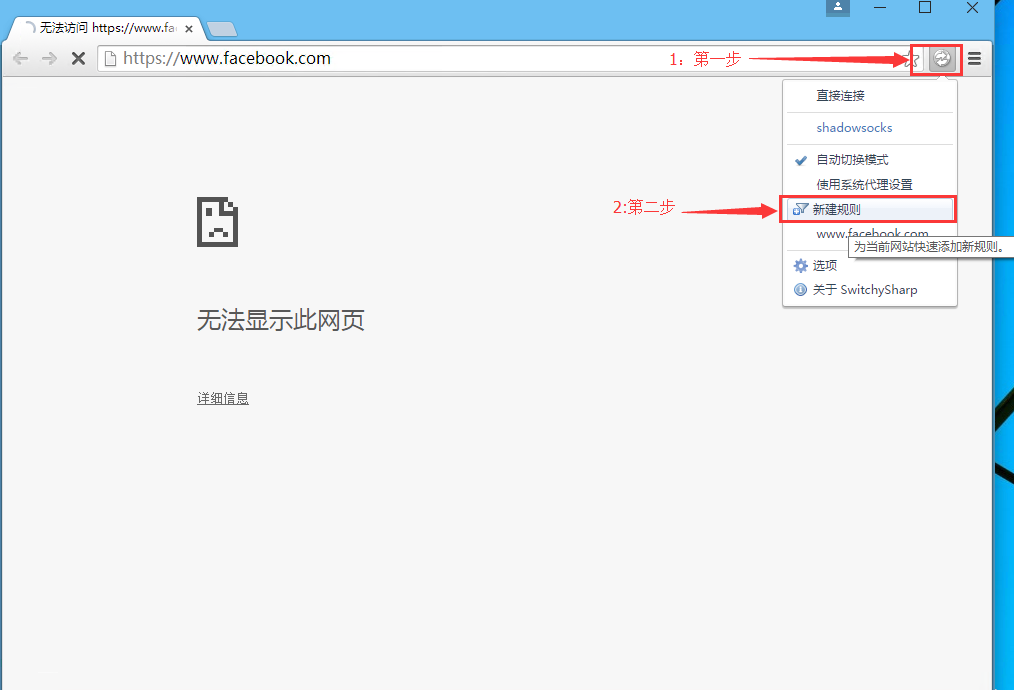 无法访问 https://www.fa
https://www.facebook.com
1：第一步
直接连接
shadowsocks
自动切换模式
使用系统代理设置
2:第二步
新建规则
www.facebook.com
为当前网站快速添加新规则。
选项
关于 SwitchySharp
无法显示此网页
详细信息